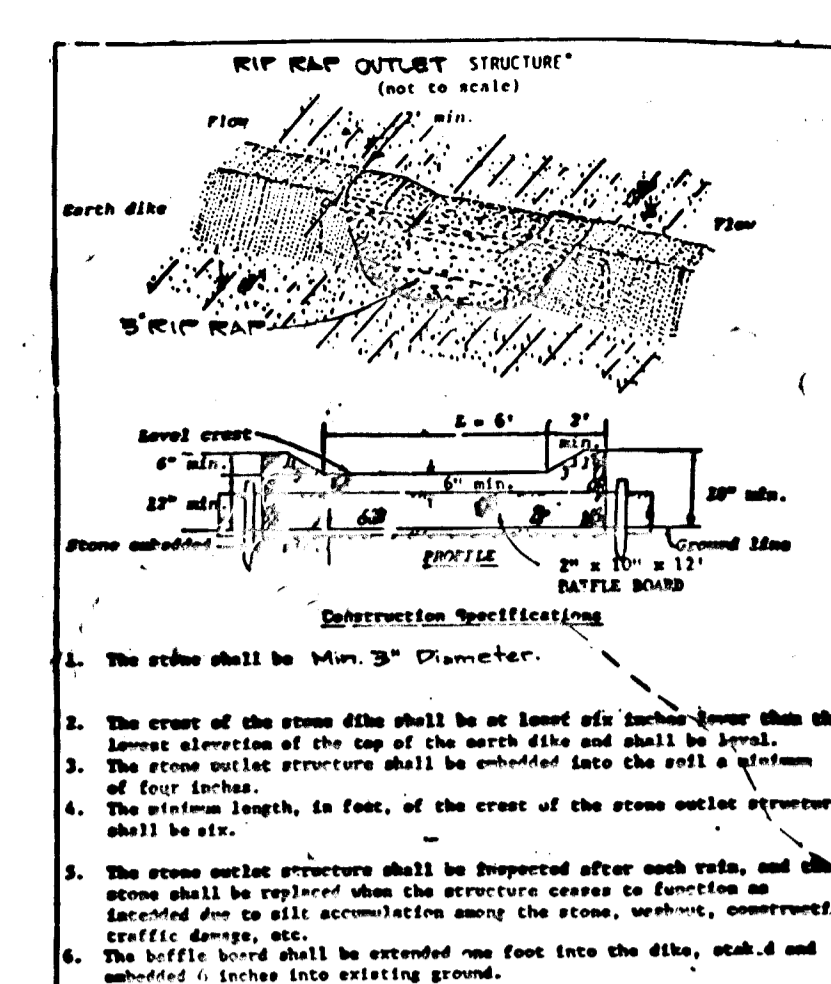 RIP RAP OUTLET STRUCTURE*
(not to scale)
Flow
2' min.
Earth dike
Flow
3" RIP RAP
L = 6'
2'
min.
Level crest
6" min.
6" min.
min.
min.
Stone embedded
Ground line
PROFILE
2" x 10" x 12'
BAFFLE BOARD
Construction Specifications
1. The stone shall be Min. 3" Diameter.
2. The crest of the stone dike shall be at least six inches lower than the
lowest elevation of the top of the earth dike and shall be level.
3. The stone outlet structure shall be embedded into the soil a minimum
of four inches.
4. The minimum length, in feet, of the crest of the stone outlet structur
shall be six.
5. The stone outlet structure shall be inspected after each rain, and the
stone shall be replaced when the structure ceases to function as
intended due to silt accumulation among the stone, washout, constructi
traffic damage, etc.
6. The baffle board shall be extended one foot into the dike, stak.d and
embedded 6 inches into existing ground.